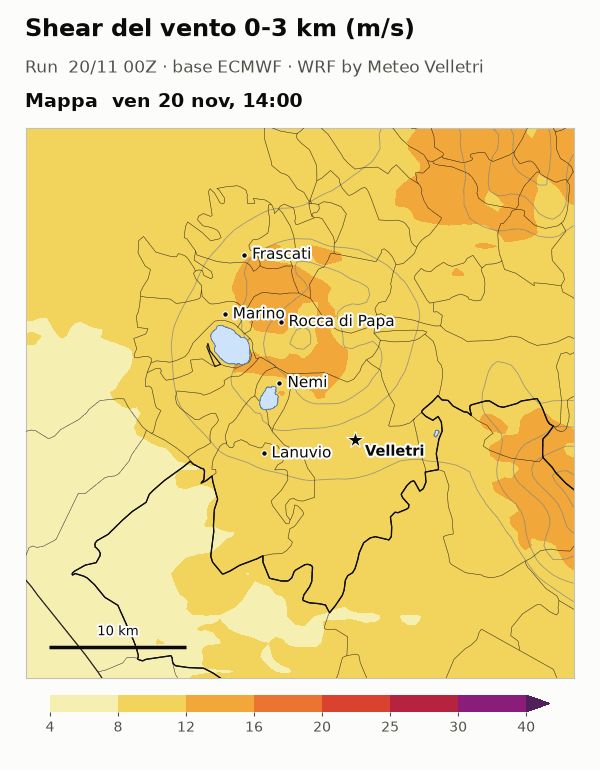 Shear del vento 0-3 km (m/s)
Run  20/11 00Z · base ECMWF · WRF by Meteo Velletri
Mappa  ven 20 nov, 14:00
Frascati
Marino
Rocca di Papa
Nemi
Velletri
Lanuvio
10 km
4 8 12 16 20 25 30 40